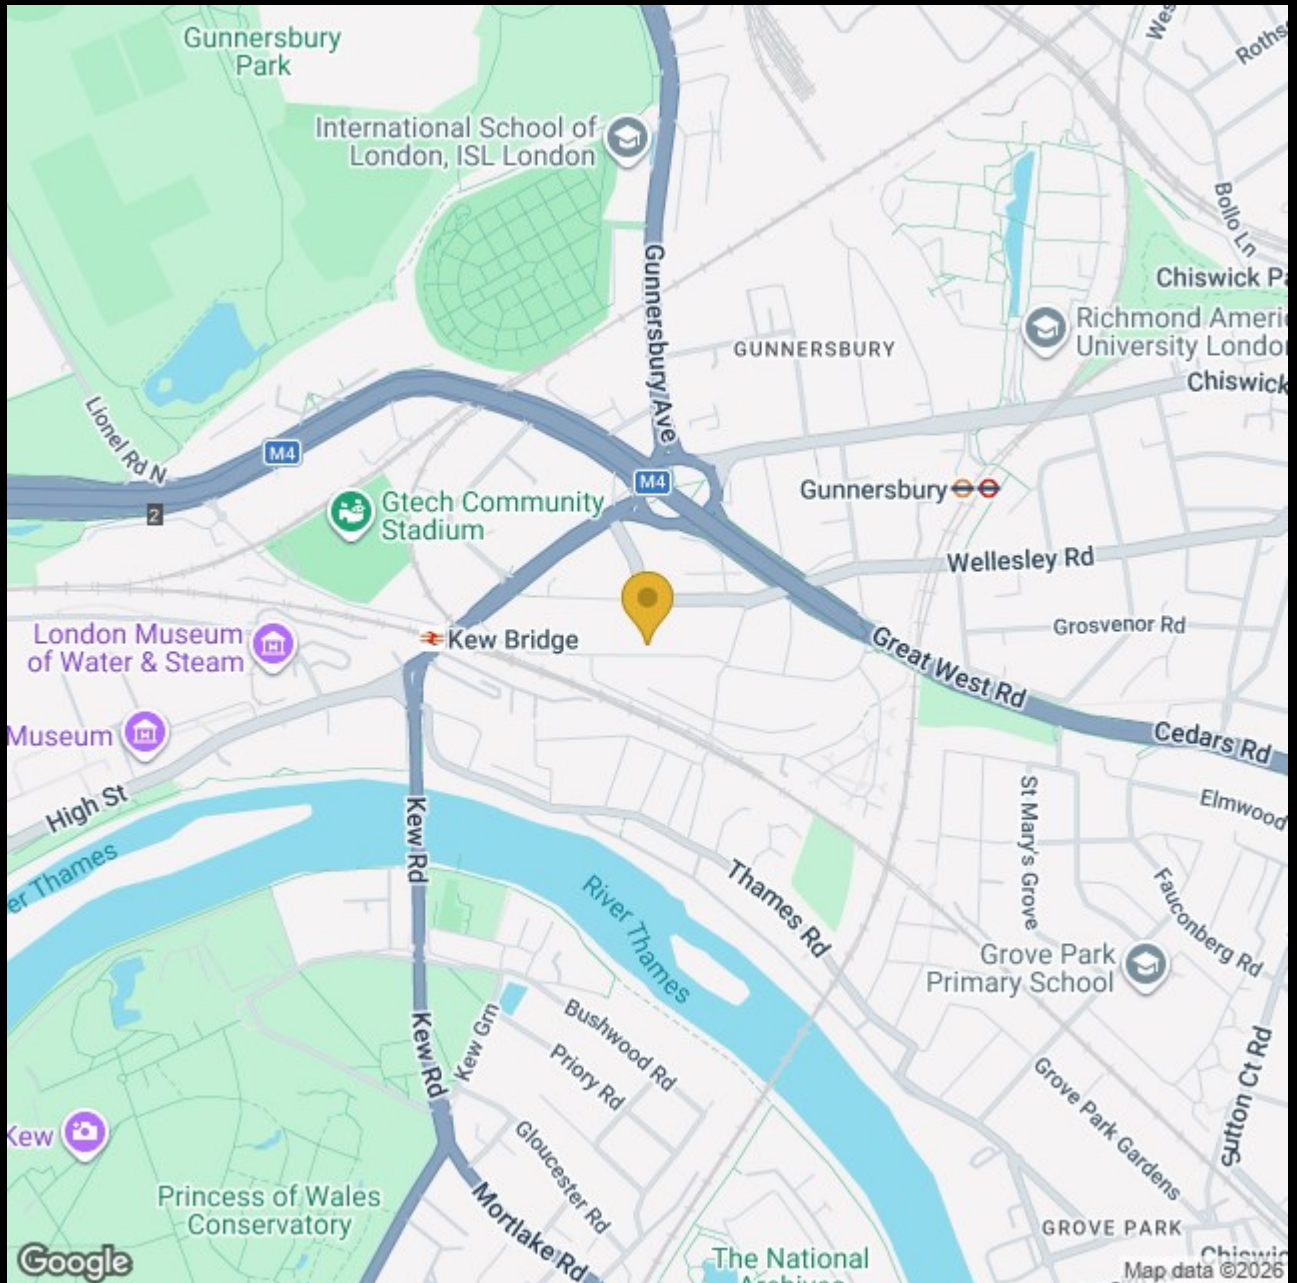 Gunnersbury
Park
Wes
Roths
International School of
London, ISL London
Bollo Ln
Gunnersbury Ave
Chiswick Pa
GUNNERSBURY
Richmond Ameri
University Londor
Chiswick
Lionel Rd N
M4
M4
2
Gtech Community
Stadium
Gunnersbury
Wellesley Rd
Grosvenor Rd
London Museum
of Water & Steam
Kew Bridge
Great West Rd
Museum
Cedars Rd
High St
Kew Rd
St Mary's Grove
Elmwood
er Thames
River Thames
Thames Rd
Fauconberg Rd
Grove Park
Primary School
Kew Rd
Kew Grn
Bushwood Rd
Priory Rd
Sutton Ct Rd
Grove Park Gardens
Kew
Gloucester Rd
Princess of Wales
Conservatory
Mortlake Rd
GROVE PARK
The National
Archives
Chiswic
Google
Map data ©2026